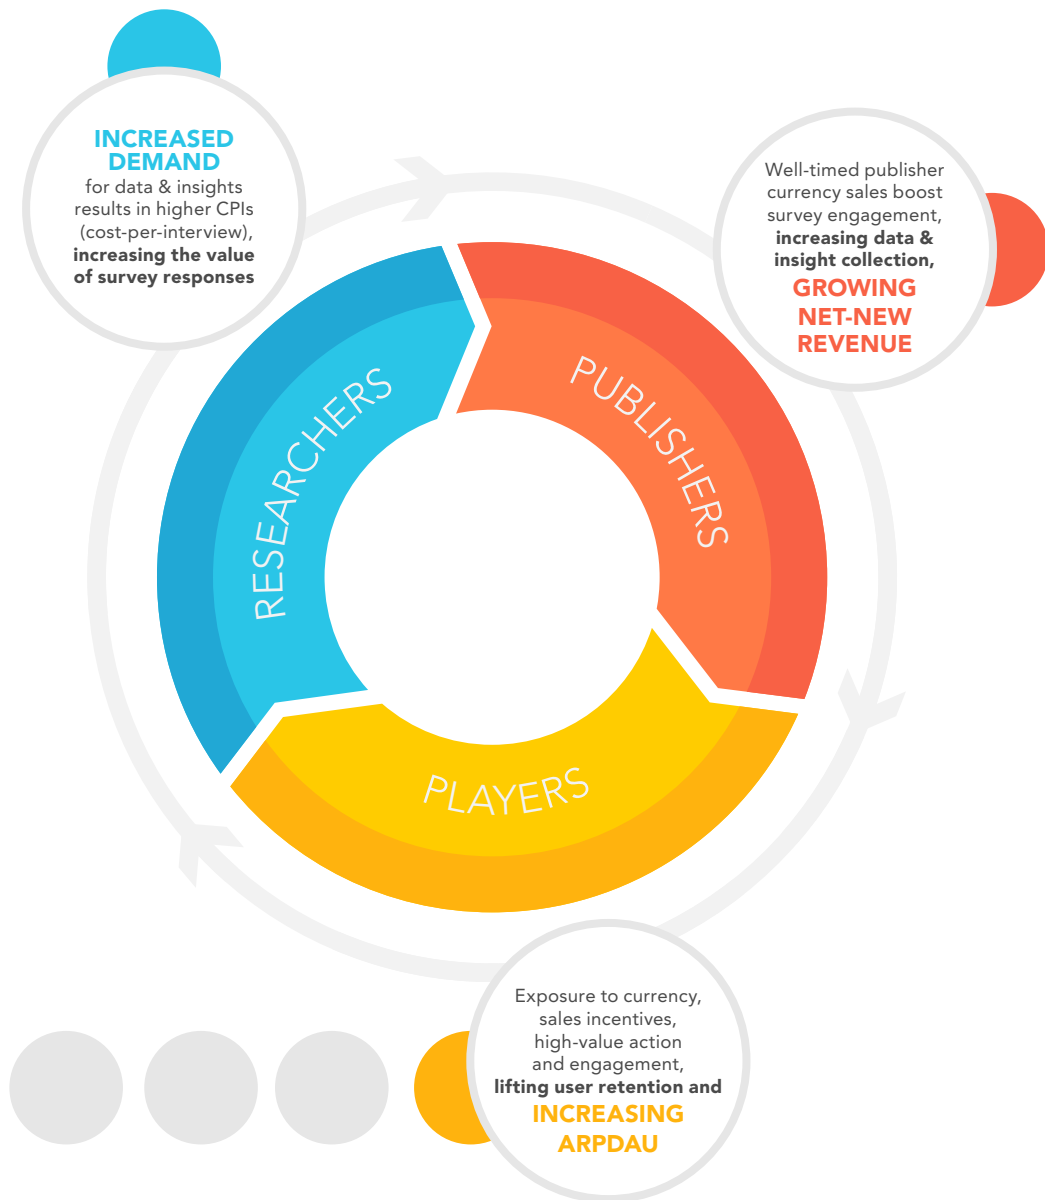 INCREASED
DEMAND
for data & insights
results in higher CPIs
(cost-per-interview),
increasing the value
of survey responses
Well-timed publisher
currency sales boost
survey engagement,
increasing data &
insight collection,
GROWING
NET-NEW
REVENUE
RESEARCHERS
PUBLISHERS
PLAYERS
Exposure to currency,
sales incentives,
high-value action
and engagement,
lifting user retention and
INCREASING
ARPDAU